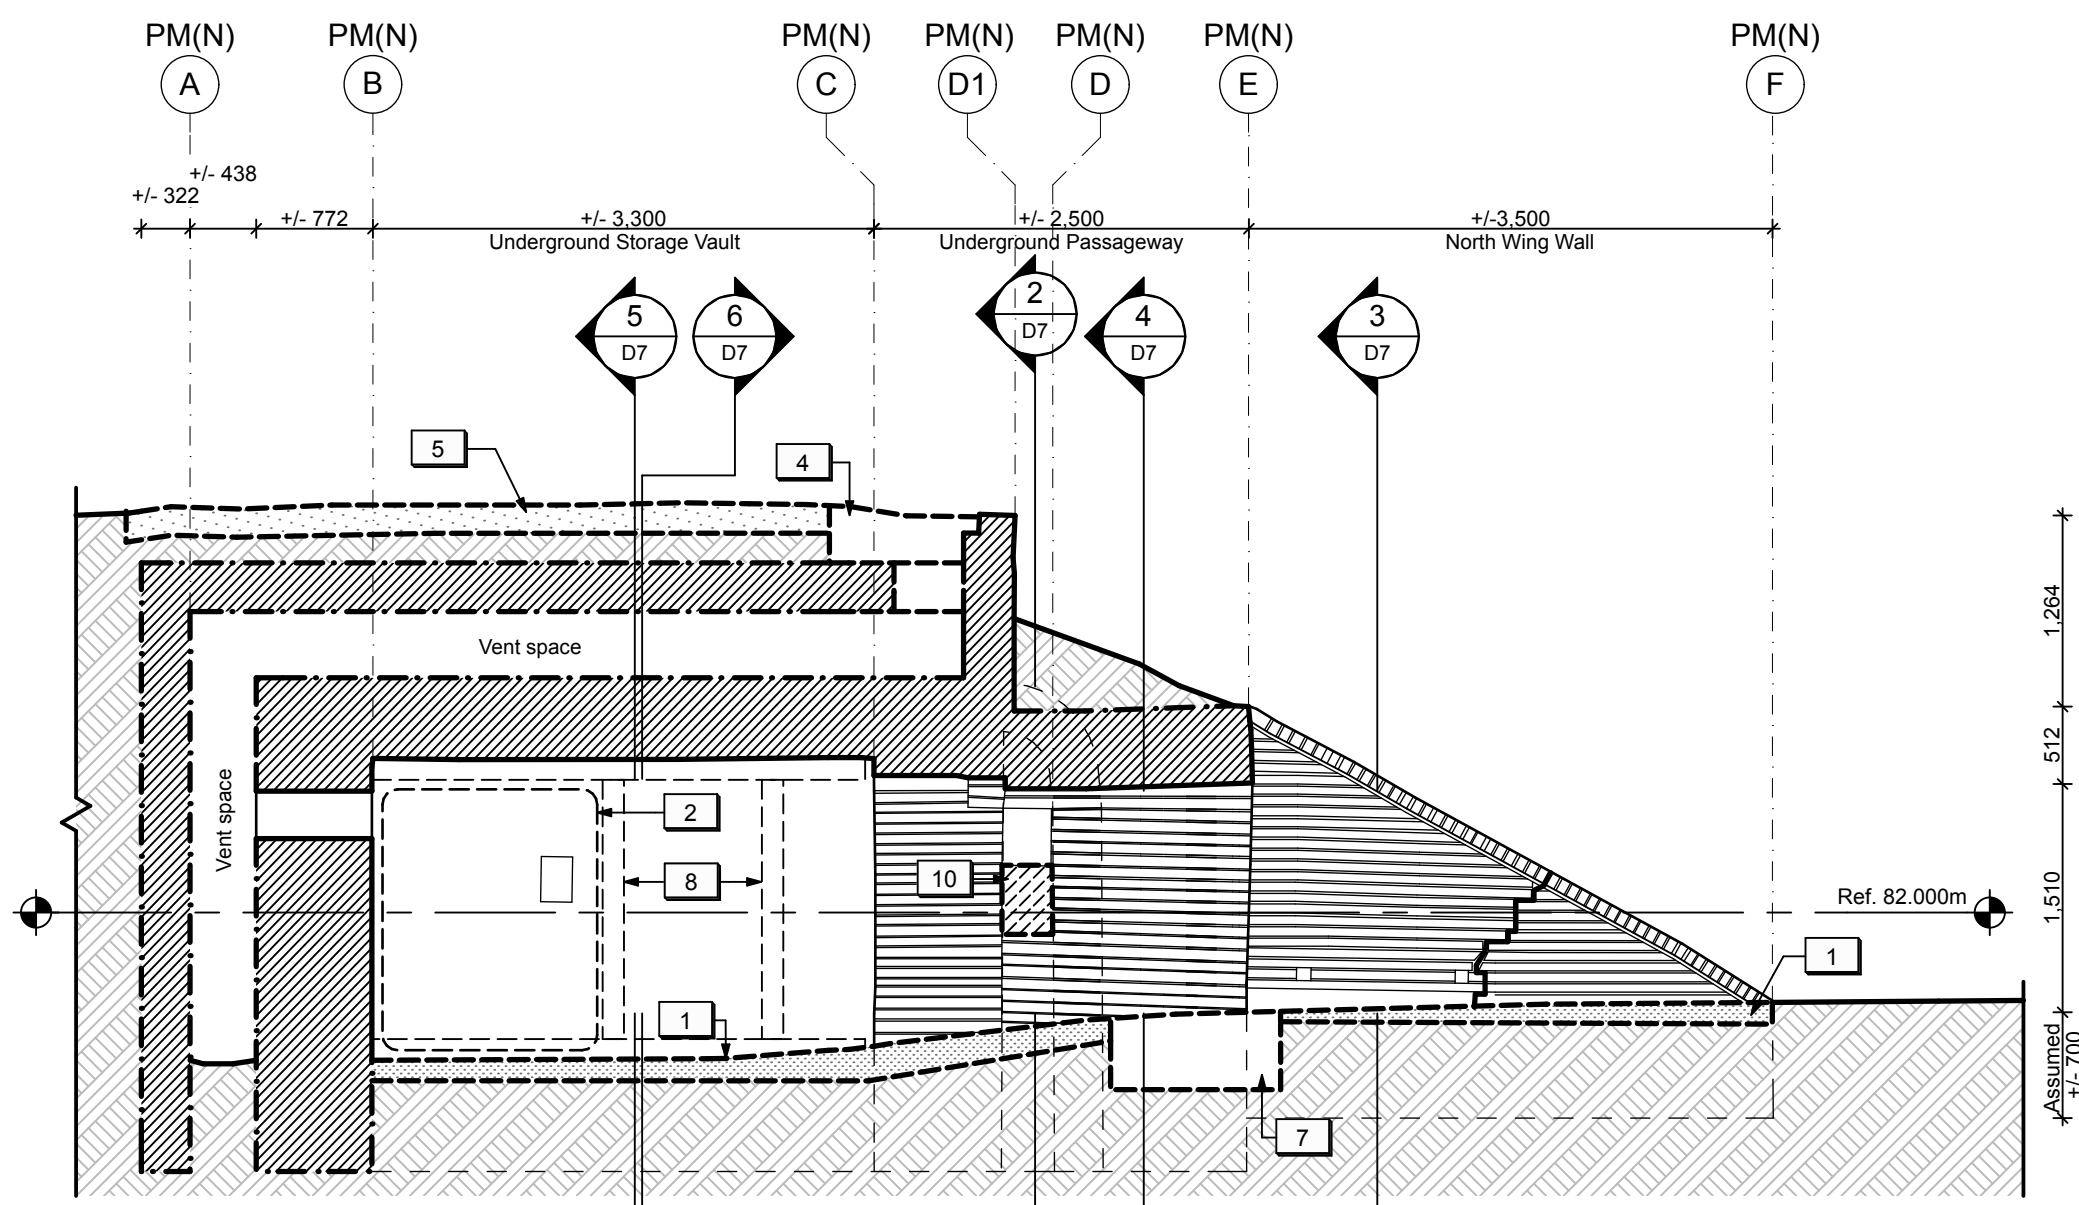 PM(N) PM(N) PM(N) PM(N) PM(N) PM(N) PM(N)
A B C D1 D E F
+/- 438
+/- 322
+/- 772 +/- 3,300 +/- 2,500 +/-3,500
Underground Storage Vault Underground Passageway North Wing Wall
2
D7
5 6 4 3
D7 D7 D7 D7
5
4
1,264
Vent space
512
Vent space
2
8
10
Ref. 82.000m
1,510
1
1
7
Assumed
+/- 700